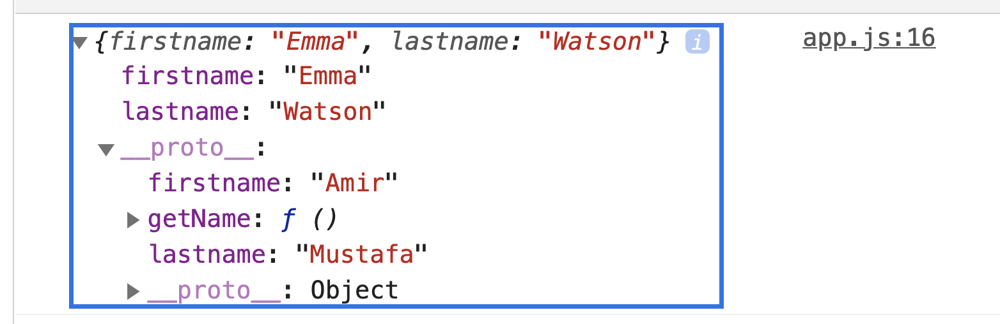 ▼{firstname: "Emma", lastname: "Watson"} i app.js:16
firstname: "Emma"
lastname: "Watson"
▼__proto__:
firstname: "Amir"
▶getName: ƒ ()
lastname: "Mustafa"
▶__proto__: Object